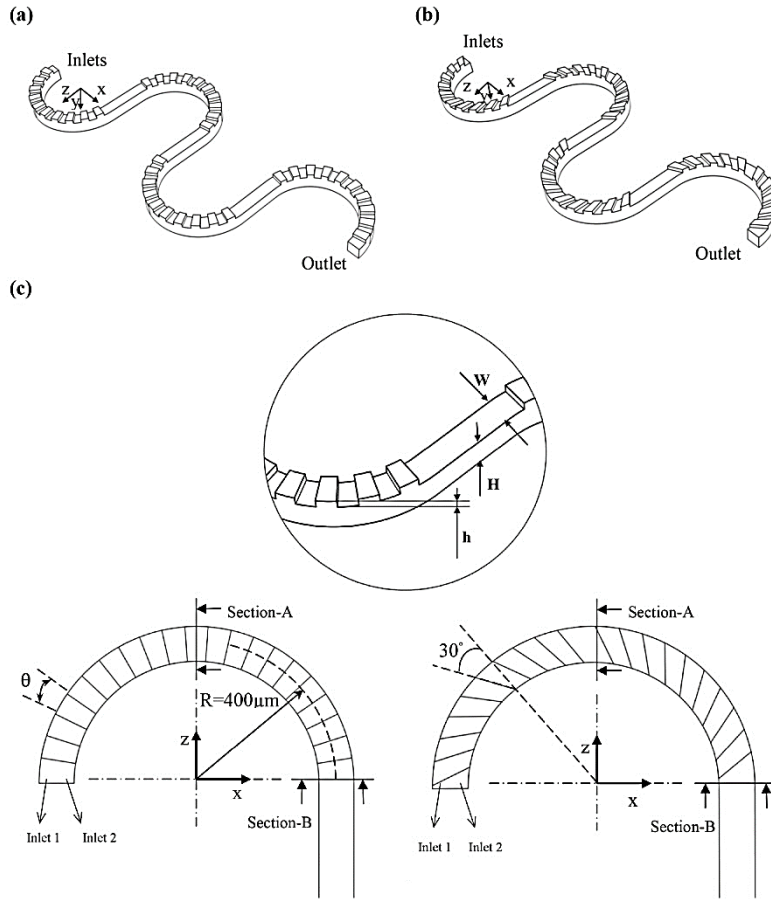 (a)
Inlets
z
x
y
Outlet
(b)
Inlets
z
x
y
Outlet
(c)
W
H
h
Section-A
θ
R=400μm
z
x
Section-B
Inlet 1
Inlet 2
Section-A
30°
z
x
Section-B
Inlet 1
Inlet 2